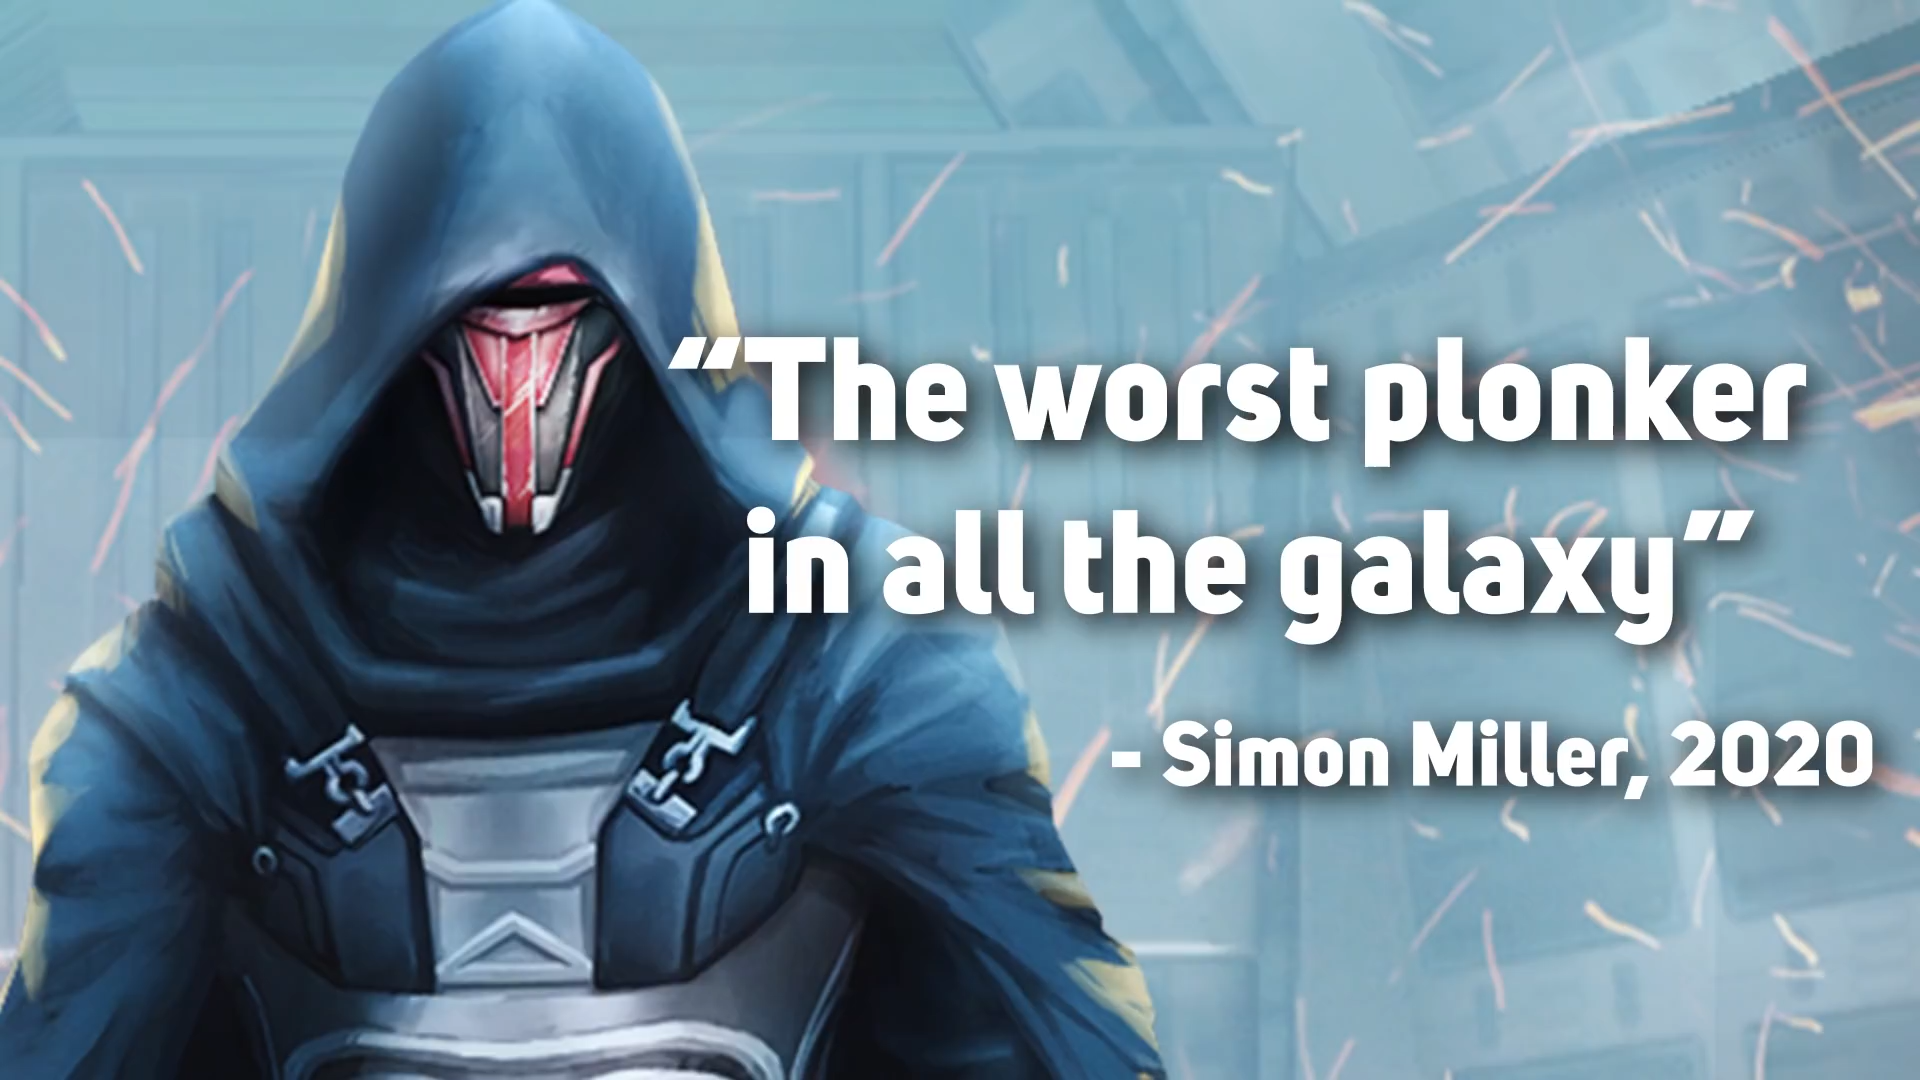 “The worst plonker
in all the galaxy”
- Simon Miller, 2020